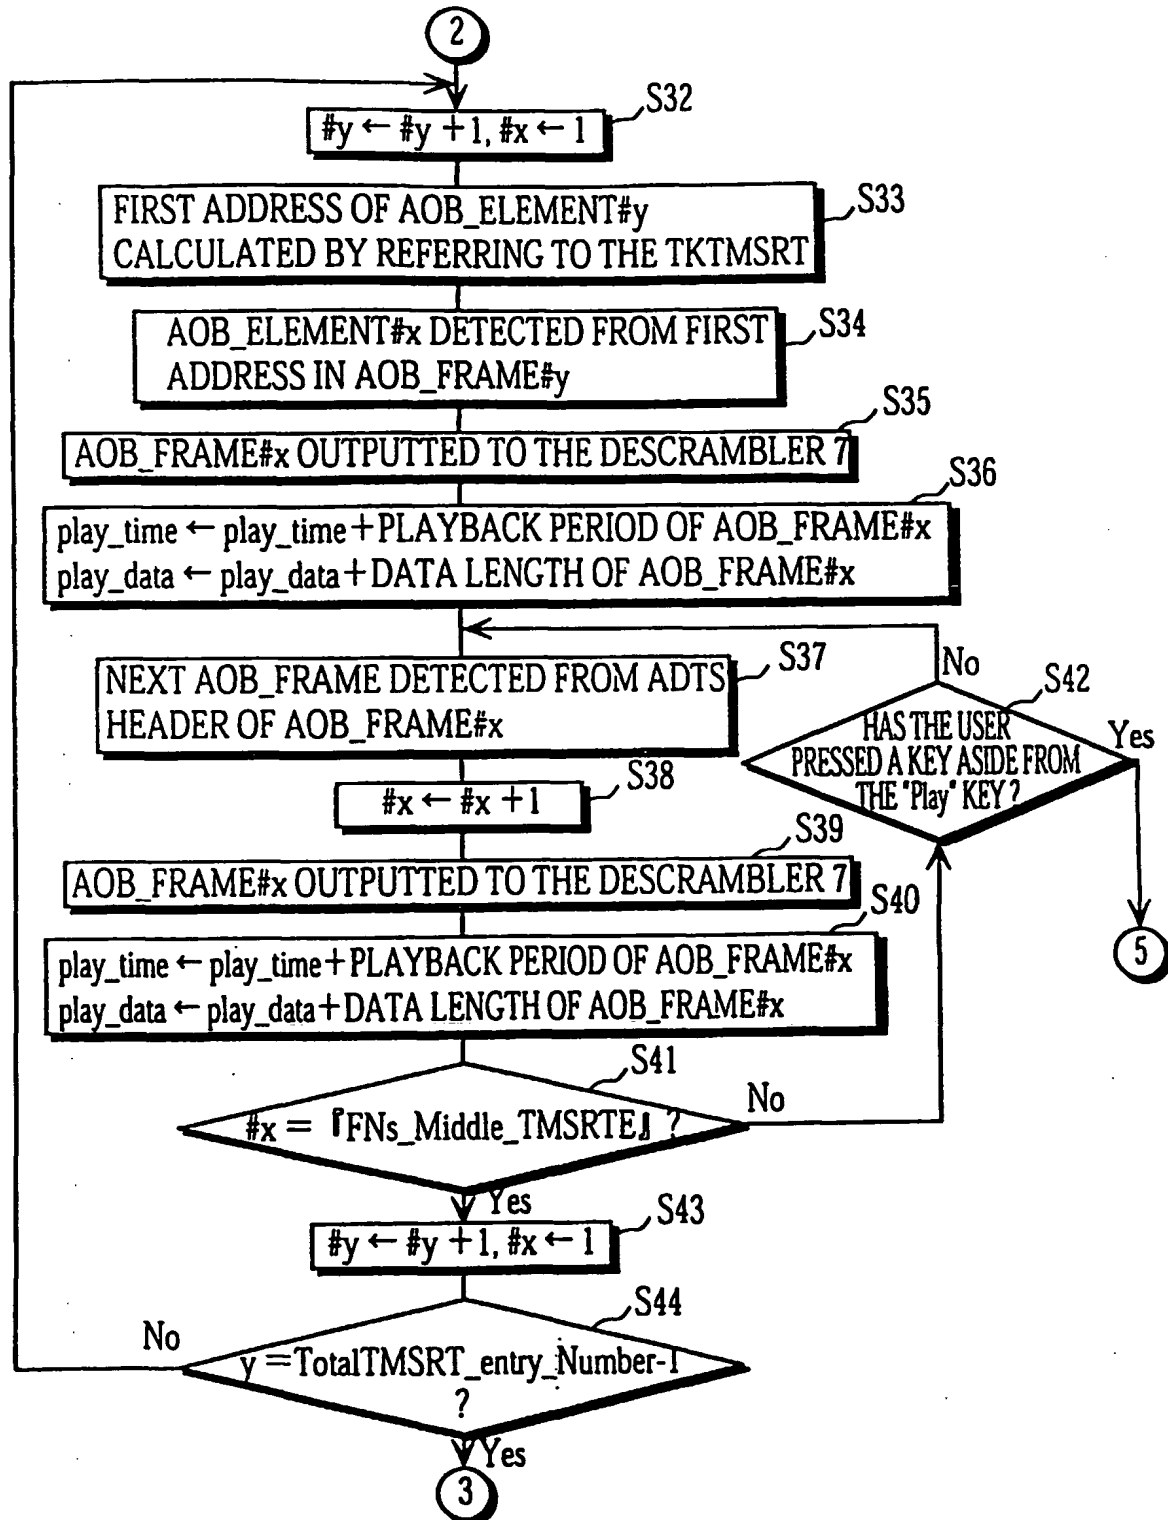 2
S32
#y ← #y + 1, #x ← 1
S33
FIRST ADDRESS OF AOB_ELEMENT#y
CALCULATED BY REFERRING TO THE TKTMSRT
S34
AOB_ELEMENT#x DETECTED FROM FIRST
ADDRESS IN AOB_FRAME#y
S35
AOB_FRAME#x OUTPUTTED TO THE DESCRAMBLER 7
S36
play_time ← play_time + PLAYBACK PERIOD OF AOB_FRAME#x
play_data ← play_data + DATA LENGTH OF AOB_FRAME#x
S37
NEXT AOB_FRAME DETECTED FROM ADTS
HEADER OF AOB_FRAME#x
No
S42
HAS THE USER
PRESSED A KEY ASIDE FROM
THE "Play" KEY ?
Yes
5
S38
#x ← #x + 1
S39
AOB_FRAME#x OUTPUTTED TO THE DESCRAMBLER 7
S40
play_time ← play_time + PLAYBACK PERIOD OF AOB_FRAME#x
play_data ← play_data + DATA LENGTH OF AOB_FRAME#x
S41
#x = 『FNs_Middle_TMSRTE』 ?
No
Yes
S43
#y ← #y + 1, #x ← 1
S44
No
y = TotalTMSRT_entry_Number-1
?
Yes
3